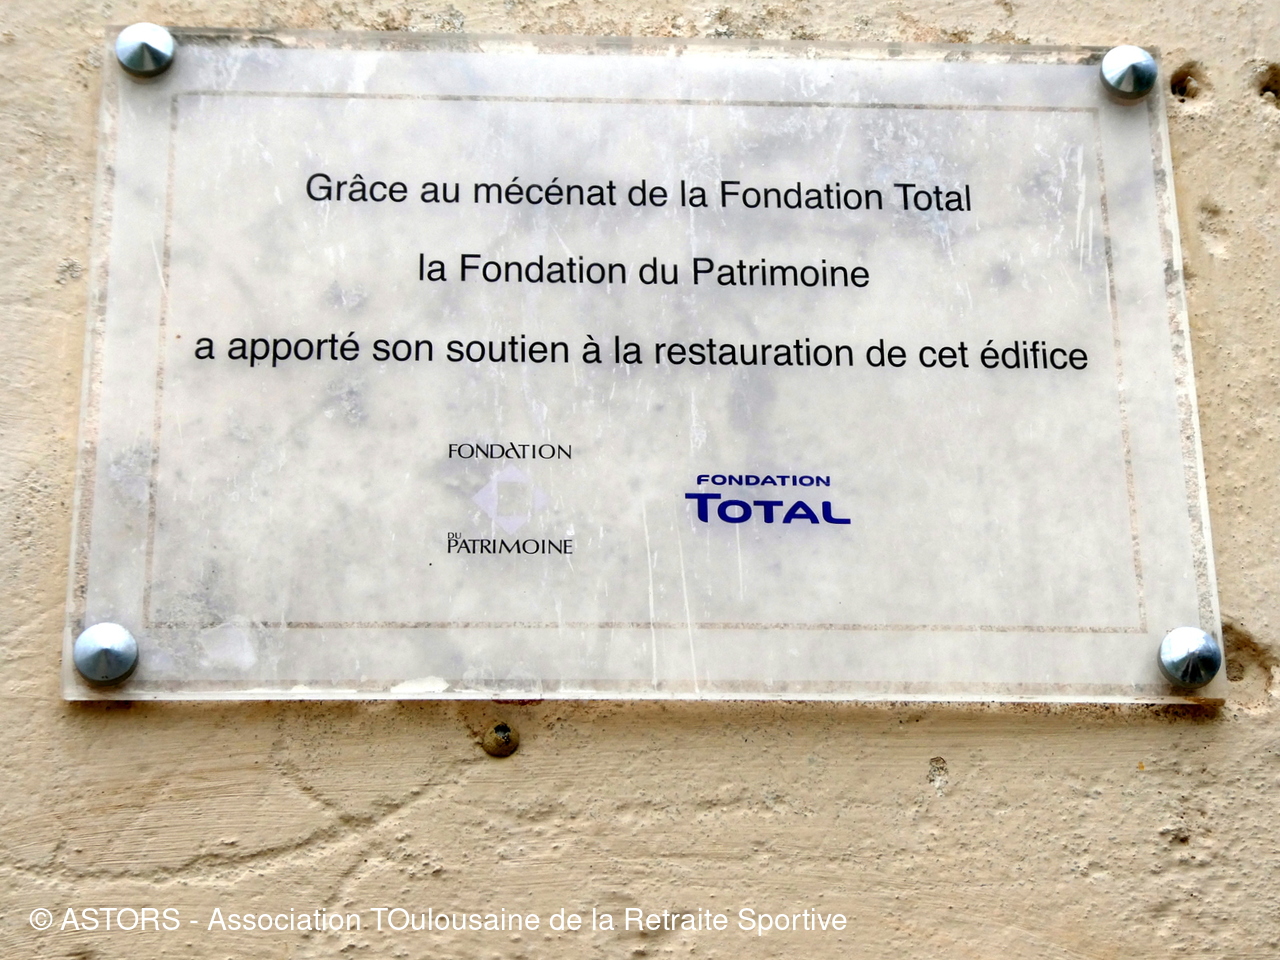 Grâce au mécénat de la Fondation Total
la Fondation du Patrimoine
a apporté son soutien à la restauration de cet édifice
FONDATION
DU
PATRIMOINE
FONDATION
TOTAL
© ASTORS - Association TOulousaine de la Retraite Sportive